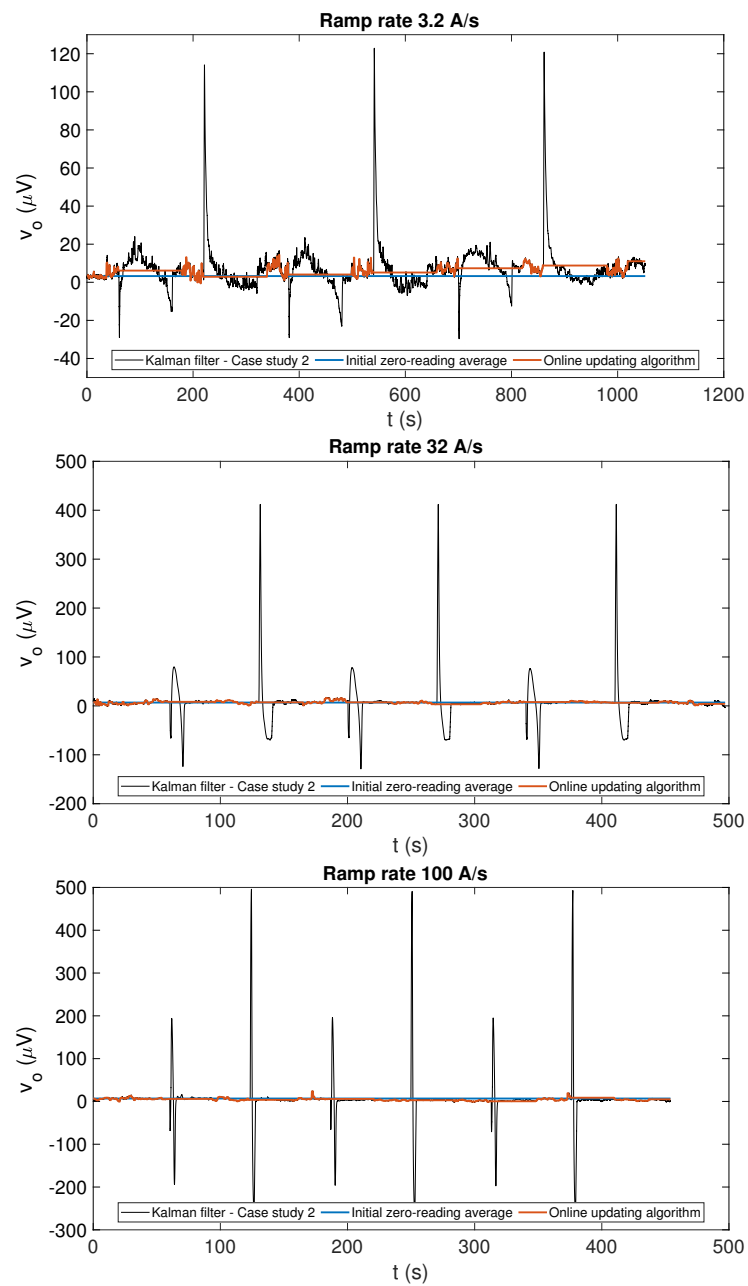 Ramp rate 3.2 A/s
120
100
80
60
40
20
0
-20
-40
v_o (μV)
Kalman filter - Case study 2 Initial zero-reading average Online updating algorithm
0 200 400 600 800 1000 1200
t (s)
Ramp rate 32 A/s
500
400
300
200
100
0
-100
-200
v_o (μV)
Kalman filter - Case study 2 Initial zero-reading average Online updating algorithm
0 100 200 300 400 500
t (s)
Ramp rate 100 A/s
500
400
300
200
100
0
-100
-200
-300
v_o (μV)
Kalman filter - Case study 2 Initial zero-reading average Online updating algorithm
0 100 200 300 400 500
t (s)